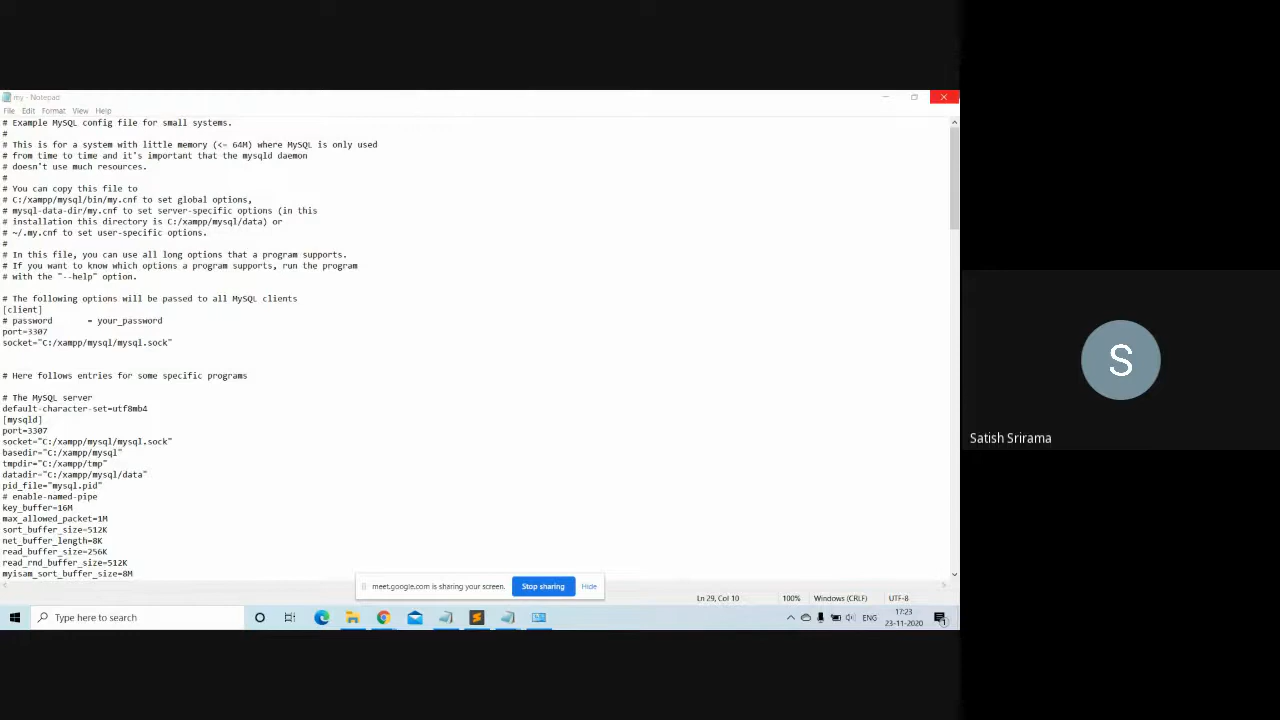 my - Notepad
File Edit Format View Help
# Example MySQL config file for small systems.
#
# This is for a system with little memory (<= 64M) where MySQL is only used
# from time to time and it's important that the mysqld daemon
# doesn't use much resources.
#
# You can copy this file to
# C:/xampp/mysql/bin/my.cnf to set global options,
# mysql-data-dir/my.cnf to set server-specific options (in this
# installation this directory is C:/xampp/mysql/data) or
# ~/.my.cnf to set user-specific options.
#
# In this file, you can use all long options that a program supports.
# If you want to know which options a program supports, run the program
# with the "--help" option.
# The following options will be passed to all MySQL clients
[client]
# password = your_password
port=3307
socket="C:/xampp/mysql/mysql.sock"
# Here follows entries for some specific programs
# The MySQL server
default-character-set=utf8mb4
[mysqld]
port=3307
socket="C:/xampp/mysql/mysql.sock"
basedir="C:/xampp/mysql"
tmpdir="C:/xampp/tmp"
datadir="C:/xampp/mysql/data"
pid_file="mysql.pid"
# enable-named-pipe
key_buffer=16M
max_allowed_packet=1M
sort_buffer_size=512K
net_buffer_length=8K
read_buffer_size=256K
read_rnd_buffer_size=512K
myisam_sort_buffer_size=8M
meet.google.com is sharing your screen. Stop sharing Hide
Ln 29, Col 10 100% Windows (CRLF) UTF-8
Type here to search
ENG
17:23
23-11-2020
1
S
Satish Srirama